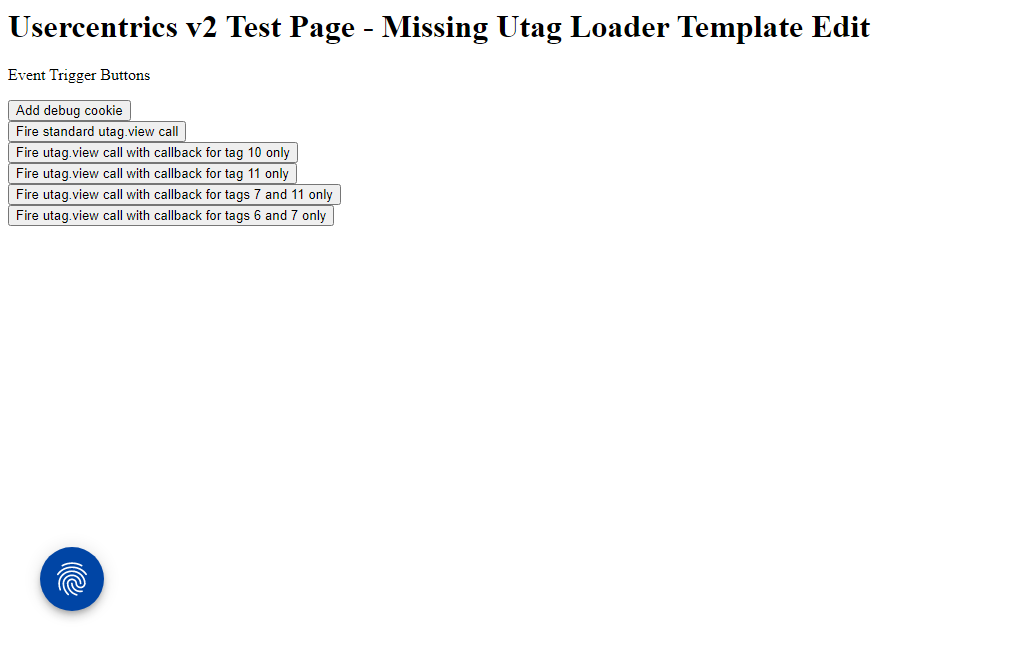 Usercentrics v2 Test Page - Missing Utag Loader Template Edit
Event Trigger Buttons
Add debug cookie
Fire standard utag.view call
Fire utag.view call with callback for tag 10 only
Fire utag.view call with callback for tag 11 only
Fire utag.view call with callback for tags 7 and 11 only
Fire utag.view call with callback for tags 6 and 7 only